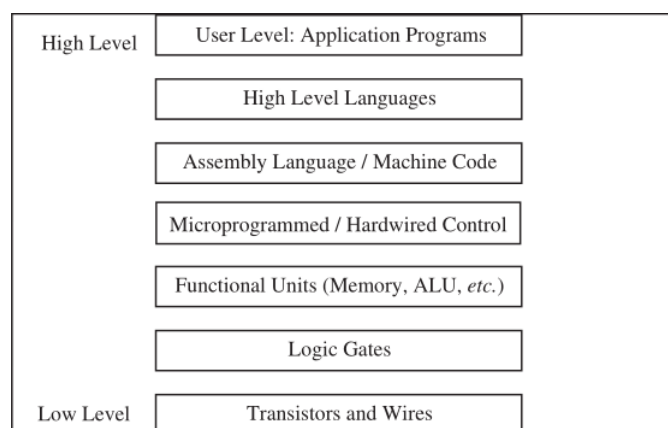 High Level
User Level: Application Programs
High Level Languages
Assembly Language / Machine Code
Microprogrammed / Hardwired Control
Functional Units (Memory, ALU, etc.)
Logic Gates
Low Level
Transistors and Wires